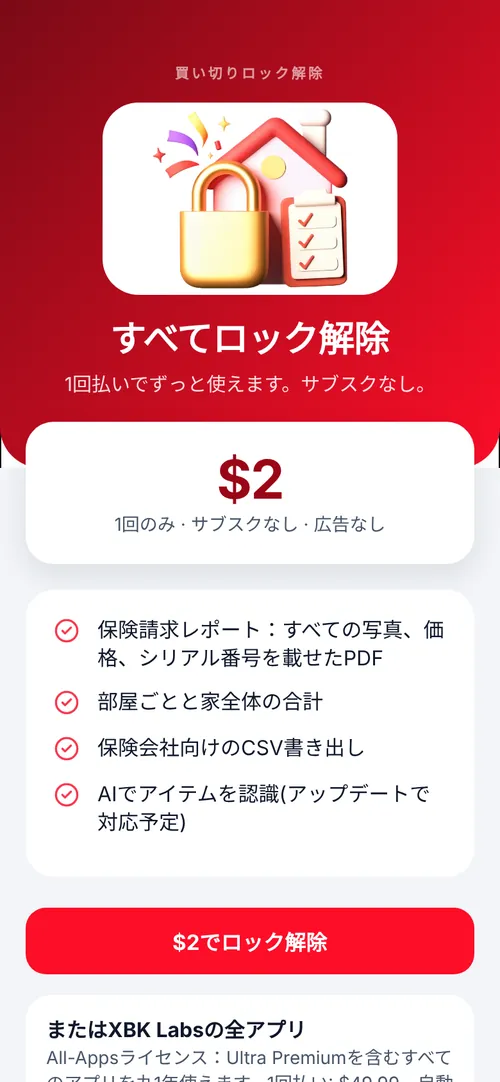 買い切りロック解除
すべてロック解除
1回払いでずっと使えます。サブスクなし。
$2
1回のみ · サブスクなし · 広告なし
保険請求レポート：すべての写真、価
格、シリアル番号を載せたPDF
部屋ごとと家全体の合計
保険会社向けのCSV書き出し
AIでアイテムを認識(アップデートで
対応予定)
$2でロック解除
またはXBK Labsの全アプリ
All-Appsライセンス：Ultra Premiumを含むすべて